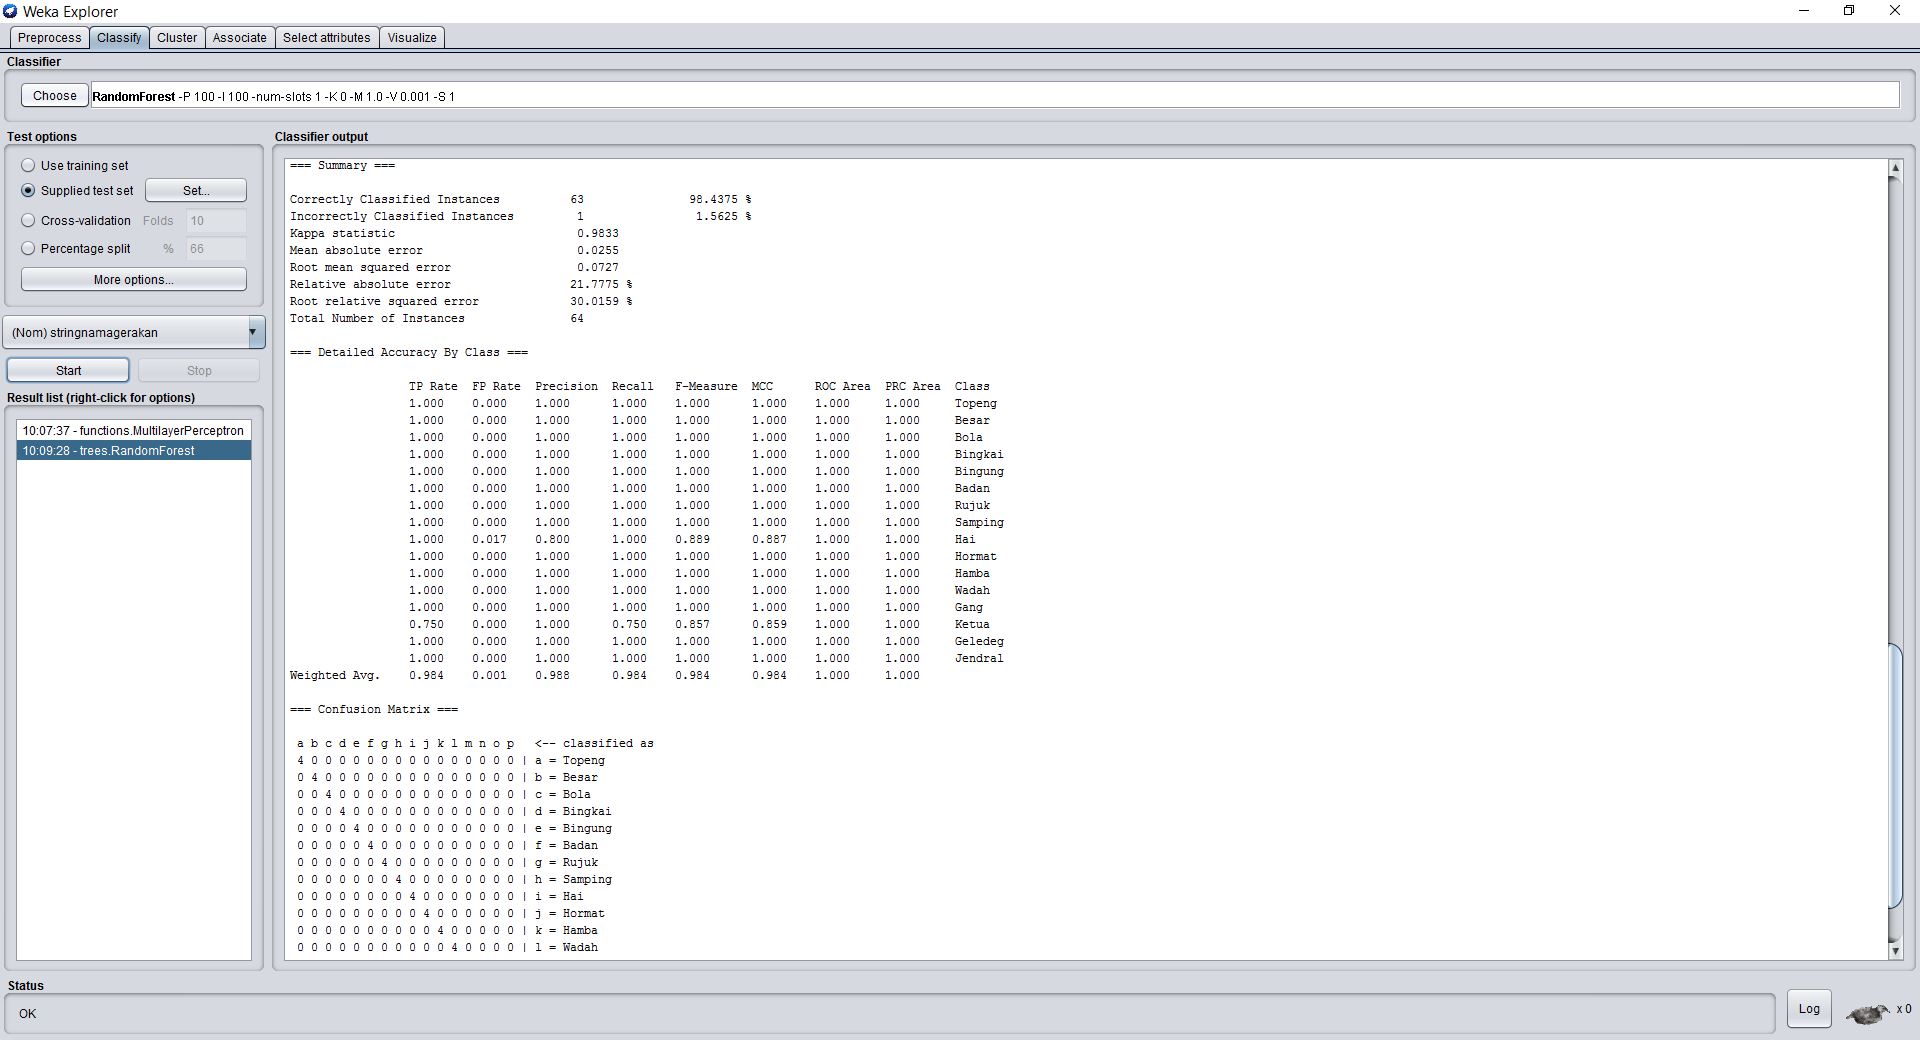 Weka Explorer
Preprocess Classify Cluster Associate Select attributes Visualize
Classifier
Choose RandomForest -P 100 -I 100 -num-slots 1 -K 0 -M 1.0 -V 0.001 -S 1
Test options
Use training set
Supplied test set Set...
Cross-validation Folds 10
Percentage split % 66
More options...
(Nom) stringnamagerakan
Start Stop
Result list (right-click for options)
10:07:37 - functions.MultilayerPerceptron
10:09:28 - trees.RandomForest
Classifier output
=== Summary ===
Correctly Classified Instances 63 98.4375 %
Incorrectly Classified Instances 1 1.5625 %
Kappa statistic 0.9833
Mean absolute error 0.0255
Root mean squared error 0.0727
Relative absolute error 21.7775 %
Root relative squared error 30.0159 %
Total Number of Instances 64
=== Detailed Accuracy By Class ===
TP Rate FP Rate Precision Recall F-Measure MCC ROC Area PRC Area Class
1.000 0.000 1.000 1.000 1.000 1.000 1.000 1.000 Topeng
1.000 0.000 1.000 1.000 1.000 1.000 1.000 1.000 Besar
1.000 0.000 1.000 1.000 1.000 1.000 1.000 1.000 Bola
1.000 0.000 1.000 1.000 1.000 1.000 1.000 1.000 Bingkai
1.000 0.000 1.000 1.000 1.000 1.000 1.000 1.000 Bingung
1.000 0.000 1.000 1.000 1.000 1.000 1.000 1.000 Badan
1.000 0.000 1.000 1.000 1.000 1.000 1.000 1.000 Rujuk
1.000 0.000 1.000 1.000 1.000 1.000 1.000 1.000 Samping
1.000 0.017 0.800 1.000 0.889 0.887 1.000 1.000 Hai
1.000 0.000 1.000 1.000 1.000 1.000 1.000 1.000 Hormat
1.000 0.000 1.000 1.000 1.000 1.000 1.000 1.000 Hamba
1.000 0.000 1.000 1.000 1.000 1.000 1.000 1.000 Wadah
1.000 0.000 1.000 1.000 1.000 1.000 1.000 1.000 Gang
0.750 0.000 1.000 0.750 0.857 0.859 1.000 1.000 Ketua
1.000 0.000 1.000 1.000 1.000 1.000 1.000 1.000 Geledeg
1.000 0.000 1.000 1.000 1.000 1.000 1.000 1.000 Jendral
Weighted Avg. 0.984 0.001 0.988 0.984 0.984 0.984 1.000 1.000
=== Confusion Matrix ===
a b c d e f g h i j k l m n o p <-- classified as
4 0 0 0 0 0 0 0 0 0 0 0 0 0 0 0 | a = Topeng
0 4 0 0 0 0 0 0 0 0 0 0 0 0 0 0 | b = Besar
0 0 4 0 0 0 0 0 0 0 0 0 0 0 0 0 | c = Bola
0 0 0 4 0 0 0 0 0 0 0 0 0 0 0 0 | d = Bingkai
0 0 0 0 4 0 0 0 0 0 0 0 0 0 0 0 | e = Bingung
0 0 0 0 0 4 0 0 0 0 0 0 0 0 0 0 | f = Badan
0 0 0 0 0 0 4 0 0 0 0 0 0 0 0 0 | g = Rujuk
0 0 0 0 0 0 0 4 0 0 0 0 0 0 0 0 | h = Samping
0 0 0 0 0 0 0 0 4 0 0 0 0 0 0 0 | i = Hai
0 0 0 0 0 0 0 0 0 4 0 0 0 0 0 0 | j = Hormat
0 0 0 0 0 0 0 0 0 0 4 0 0 0 0 0 | k = Hamba
0 0 0 0 0 0 0 0 0 0 0 4 0 0 0 0 | l = Wadah
Status
OK
Log x 0